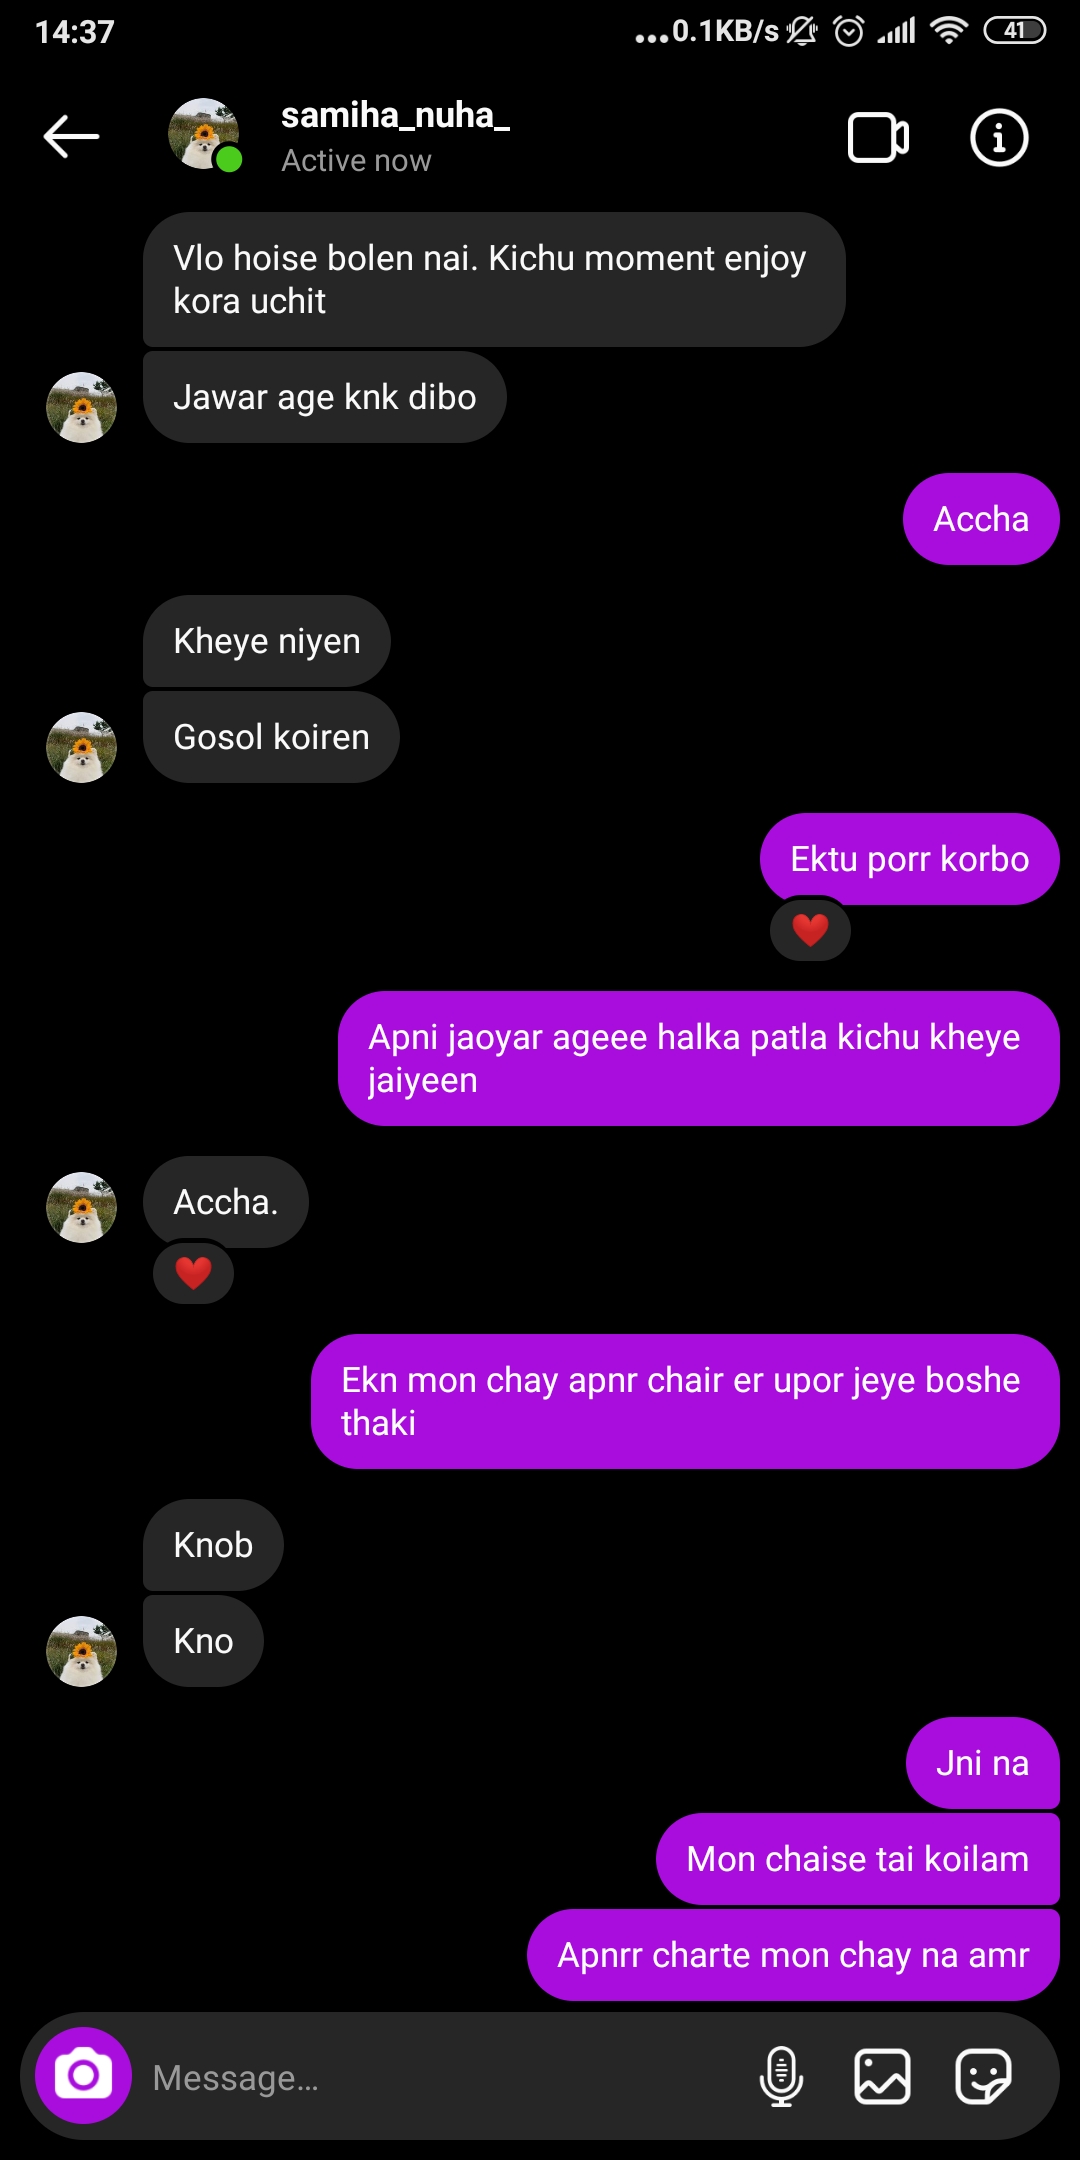 14:37
...0.1KB/s
41
samiha_nuha_
Active now
Vlo hoise bolen nai. Kichu moment enjoy
kora uchit
Jawar age knk dibo
Accha
Kheye niyen
Gosol koiren
Ektu porr korbo
Apni jaoyar ageee halka patla kichu kheye
jaiyeen
Accha.
Ekn mon chay apnr chair er upor jeye boshe
thaki
Knob
Kno
Jni na
Mon chaise tai koilam
Apnrr charte mon chay na amr
Message...